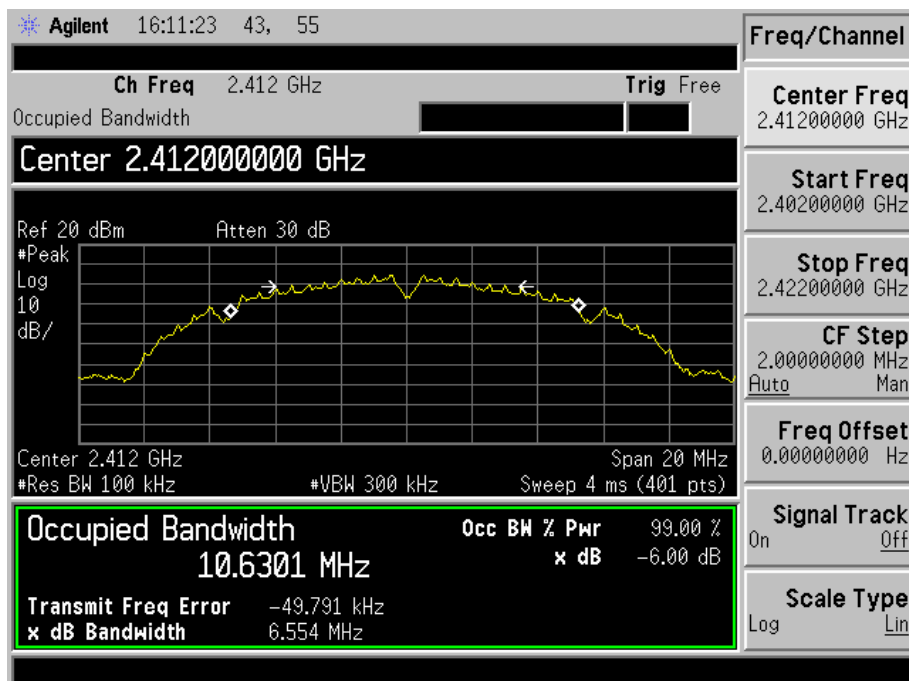 Agilent 16:11:23 43, 55
Freq/Channel
Ch Freq 2.412 GHz Trig Free
Occupied Bandwidth
Center 2.412000000 GHz
Ref 20 dBm Atten 30 dB
#Peak
Log
10
dB/
Center 2.412 GHz Span 20 MHz
#Res BW 100 kHz #VBW 300 kHz Sweep 4 ms (401 pts)
Occupied Bandwidth
10.6301 MHz
Occ BW % Pwr 99.00 %
x dB -6.00 dB
Transmit Freq Error -49.791 kHz
x dB Bandwidth 6.554 MHz
Center Freq
2.41200000 GHz
Start Freq
2.40200000 GHz
Stop Freq
2.42200000 GHz
CF Step
2.00000000 MHz
Auto Man
Freq Offset
0.00000000 Hz
Signal Track
On Off
Scale Type
Log Lin